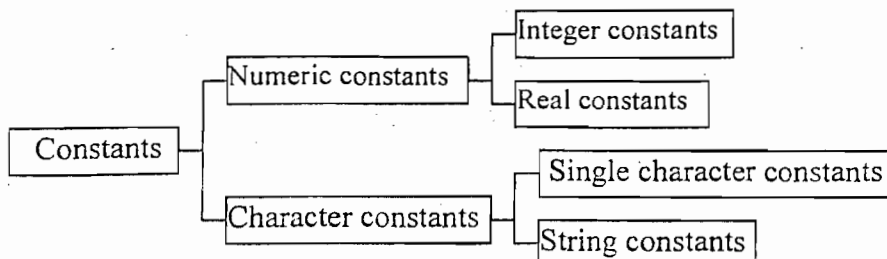 Integer constants
Numeric constants
Real constants
Constants
Single character constants
Character constants
String constants